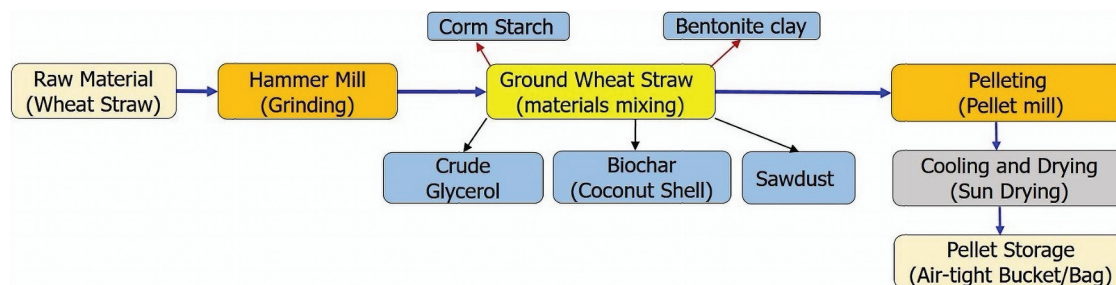 Corm Starch
Bentonite clay
Raw Material
(Wheat Straw)
Hammer Mill
(Grinding)
Ground Wheat Straw
(materials mixing)
Pelleting
(Pellet mill)
Crude
Glycerol
Biochar
(Coconut Shell)
Sawdust
Cooling and Drying
(Sun Drying)
Pellet Storage
(Air-tight Bucket/Bag)